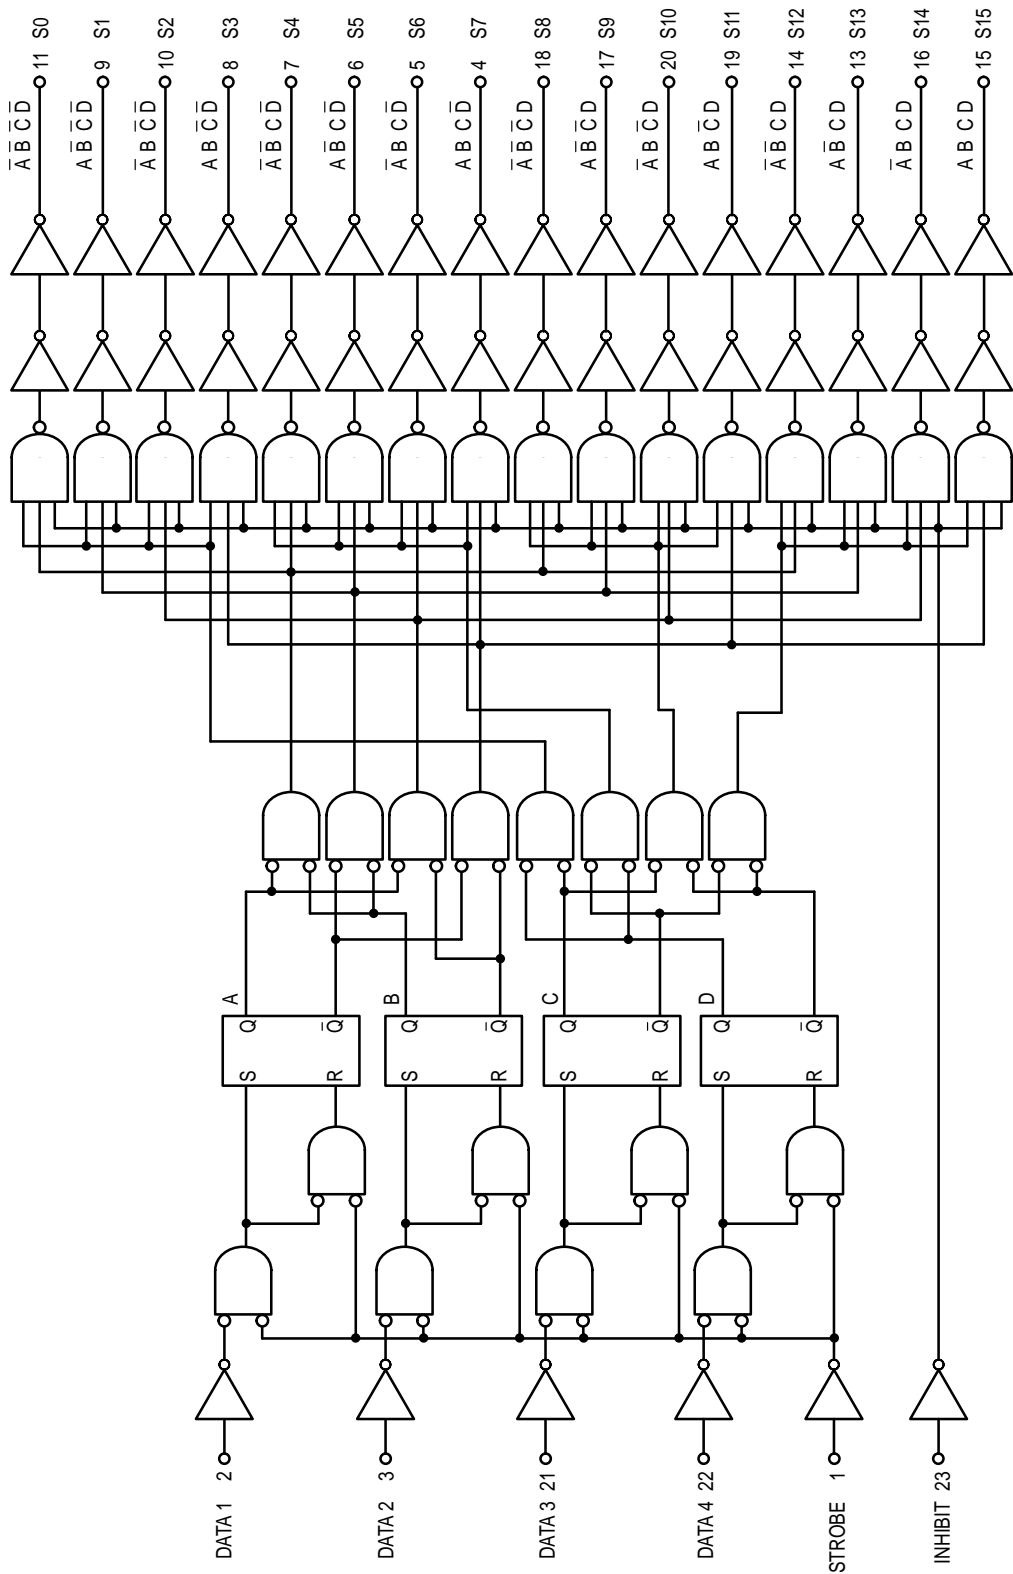 A̅ B̅ C̅ D̅ 11 S0
A B̅ C̅ D̅ 9 S1
A̅ B C̅ D̅ 10 S2
A B C̅ D̅ 8 S3
A̅ B̅ C D̅ 7 S4
A B̅ C D̅ 6 S5
A̅ B C D̅ 5 S6
A B C D̅ 4 S7
A̅ B̅ C̅ D 18 S8
A B̅ C̅ D 17 S9
A̅ B C̅ D 20 S10
A B C̅ D 19 S11
A̅ B̅ C D 14 S12
A B̅ C D 13 S13
A̅ B C D 16 S14
A B C D 15 S15
A
S Q
R Q̅
B
S Q
R Q̅
C
S Q
R Q̅
D
S Q
R Q̅
DATA 1 2
DATA 2 3
DATA 3 21
DATA 4 22
STROBE 1
INHIBIT 23